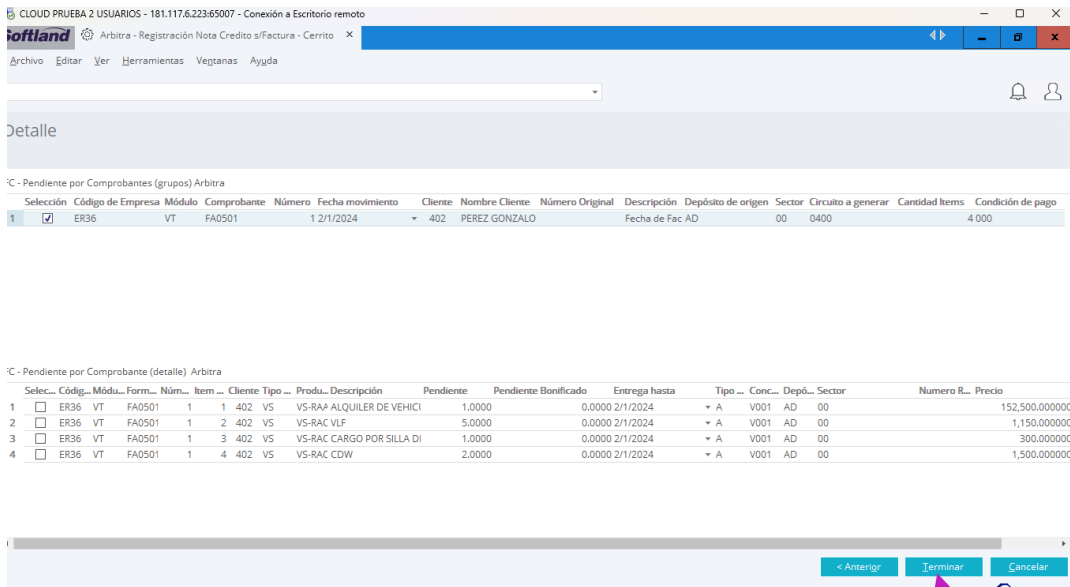 CLOUD PRUEBA 2 USUARIOS - 181.117.6.223:65007 - Conexión a Escritorio remoto
Softland Arbitra - Registración Nota Credito s/Factura - Cerrito
Archivo Editar Ver Herramientas Ventanas Ayuda
Detalle
FC - Pendiente por Comprobantes (grupos) Arbitra
Selección Código de Empresa Módulo Comprobante Número Fecha movimiento Cliente Nombre Cliente Número Original Descripción Depósito de origen Sector Circuito a generar Cantidad Items Condición de pago
1 ER36 VT FA0501 1 2/1/2024 402 PEREZ GONZALO Fecha de Fac AD 00 0400 4 000
FC - Pendiente por Comprobante (detalle) Arbitra
Selec... Códig... Módu... Form... Núm... Item ... Cliente Tipo ... Produ... Descripción Pendiente Pendiente Bonificado Entrega hasta Tipo ... Conc... Depó... Sector Numero R... Precio
1 ER36 VT FA0501 1 1 402 VS VS-RAA ALQUILER DE VEHICU 1.0000 0.0000 2/1/2024 A V001 AD 00 152,500.000000
2 ER36 VT FA0501 1 2 402 VS VS-RAC VLF 5.0000 0.0000 2/1/2024 A V001 AD 00 1,150.000000
3 ER36 VT FA0501 1 3 402 VS VS-RAC CARGO POR SILLA DI 1.0000 0.0000 2/1/2024 A V001 AD 00 300.000000
4 ER36 VT FA0501 1 4 402 VS VS-RAC CDW 2.0000 0.0000 2/1/2024 A V001 AD 00 1,500.000000
< Anterior Terminar Cancelar